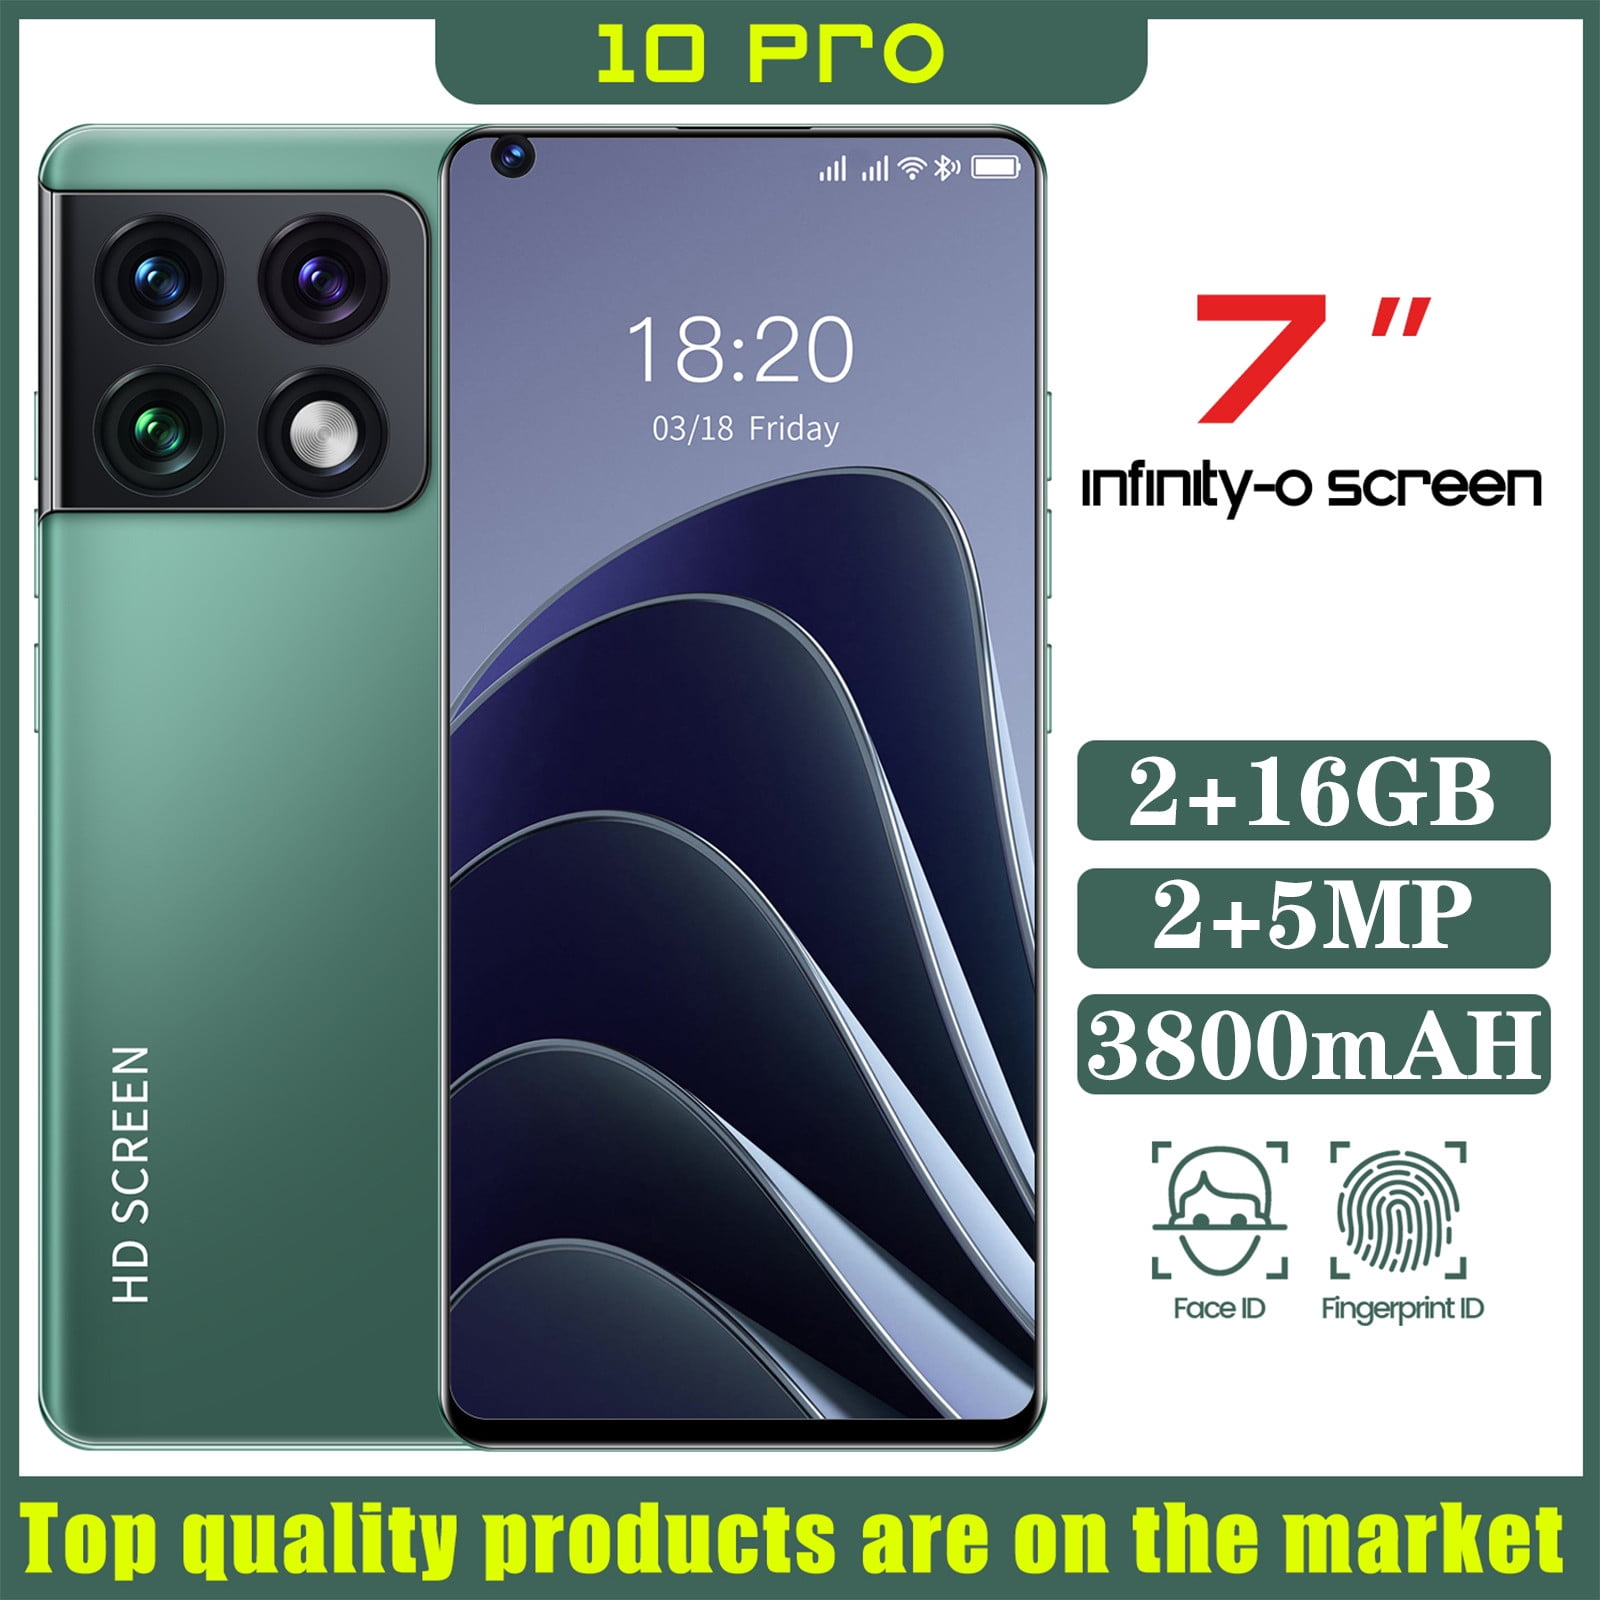 10 Pro
18:20
03/18 Friday
7"
infinity-o screen
2+16GB
2+5MP
3800mAH
Face ID
Fingerprint ID
HD SCREEN
Top quality products are on the market